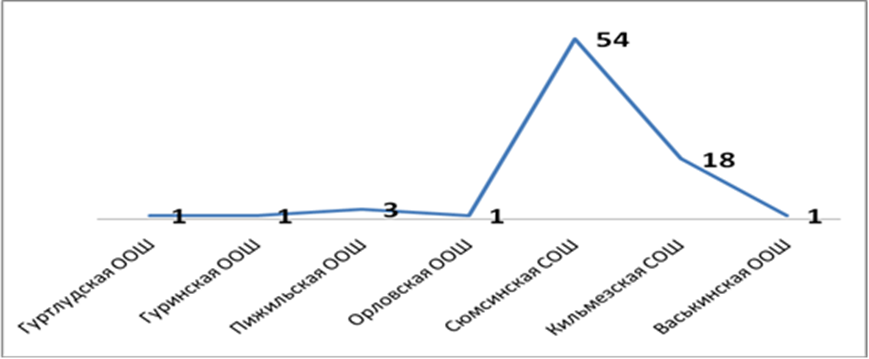 54
18
1
1
3
1
1
Гуртлудская ООШ
Гуринская ООШ
Пижильская ООШ
Орловская ООШ
Сюмсинская СОШ
Кильмезская СОШ
Васькинская ООШ